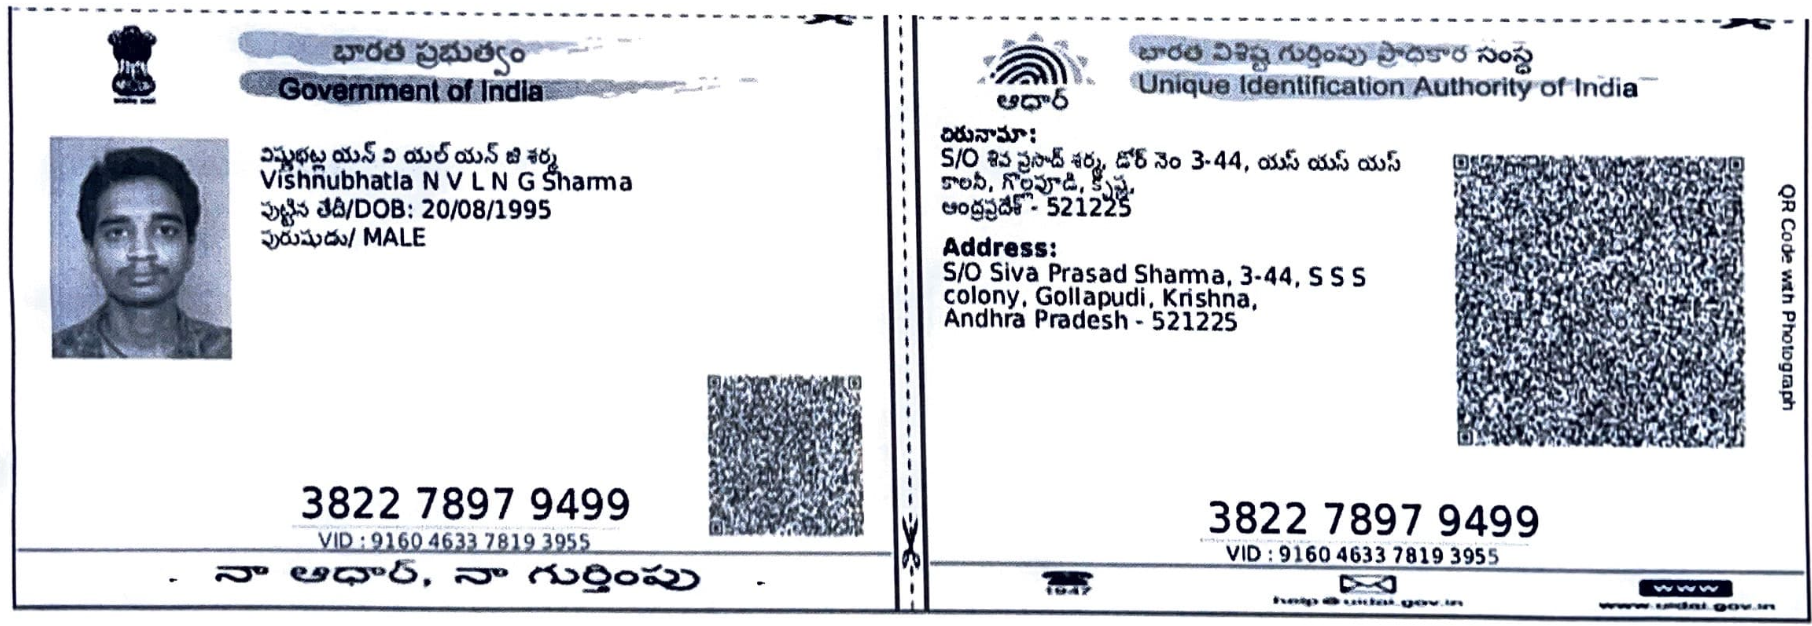 భారత ప్రభుత్వం
Government of India
విష్ణుభట్ల యన్ వి యల్ యన్ జి శర్మ
Vishnubhatla N V L N G Sharma
పుట్టిన తేదీ/DOB: 20/08/1995
పురుషుడు/ MALE
3822 7897 9499
VID : 9160 4633 7819 3955
నా ఆధార్, నా గుర్తింపు
భారత విశిష్ట గుర్తింపు ప్రాధికార సంస్థ
Unique Identification Authority of India
ఆధార్
చిరునామా:
S/O శివ ప్రసాద్ శర్మ, డోర్ నెం 3-44, యస్ యస్ యస్
కాలనీ, గొల్లపూడి, కృష్ణ,
ఆంధ్రప్రదేశ్ - 521225
Address:
S/O Siva Prasad Sharma, 3-44, S S S
colony, Gollapudi, Krishna,
Andhra Pradesh - 521225
QR Code with Photograph
3822 7897 9499
VID : 9160 4633 7819 3955
1947
help@uidai.gov.in
www
www.uidai.gov.in